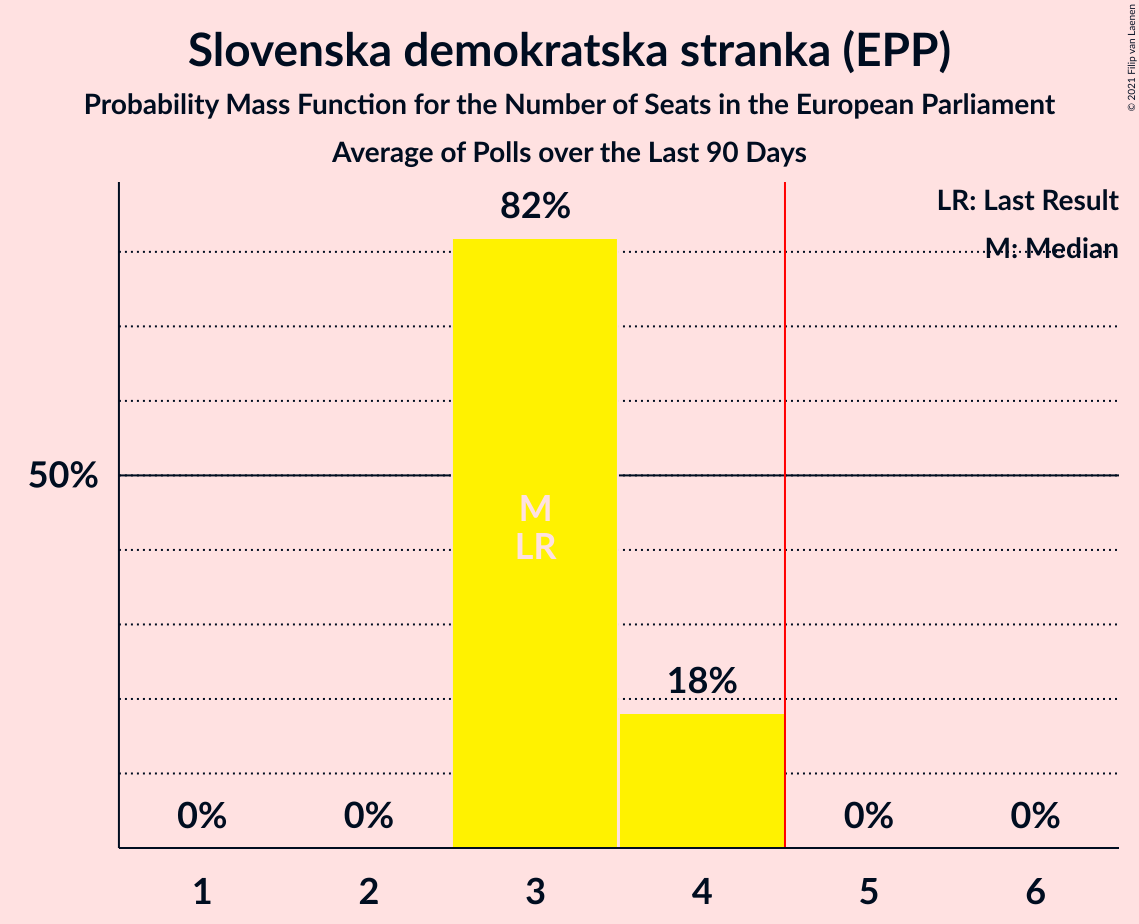 Slovenska demokratska stranka (EPP)
Probability Mass Function for the Number of Seats in the European Parliament
Average of Polls over the Last 90 Days
© 2021 Filip van Laenen
LR: Last Result
M: Median
82%
50%
M
LR
18%
0%
0%
0%
0%
1
2
3
4
5
6